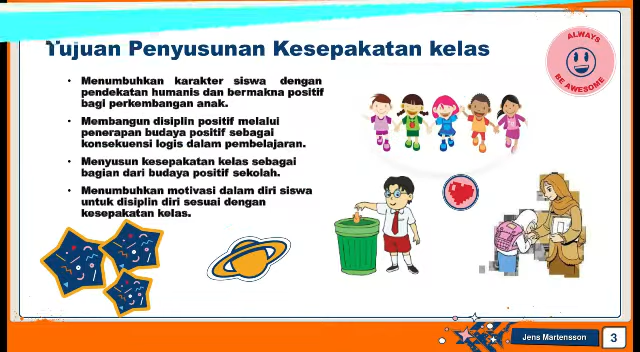 Tujuan Penyusunan Kesepakatan kelas
ALWAYS
BE AWESOME
• Menumbuhkan karakter siswa dengan
pendekatan humanis dan bermakna positif
bagi perkembangan anak.
• Membangun disiplin positif melalui
penerapan budaya positif sebagai
konsekuensi logis dalam pembelajaran.
• Menyusun kesepakatan kelas sebagai
bagian dari budaya positif sekolah.
• Menumbuhkan motivasi dalam diri siswa
untuk disiplin diri sesuai dengan
kesepakatan kelas.
Jens Martensson
3